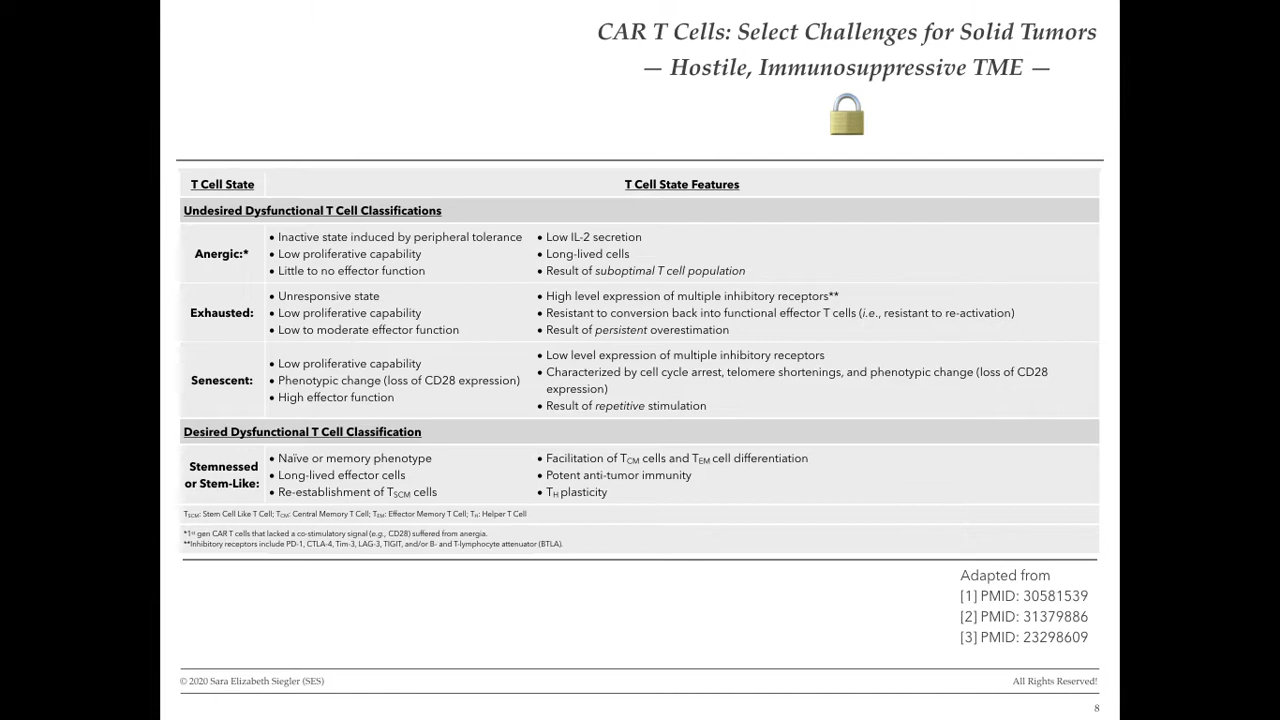 CAR T Cells: Select Challenges for Solid Tumors
— Hostile, Immunosuppressive TME —
T Cell State
T Cell State Features
Undesired Dysfunctional T Cell Classifications
Anergic:*
• Inactive state induced by peripheral tolerance
• Low proliferative capability
• Little to no effector function
• Low IL-2 secretion
• Long-lived cells
• Result of suboptimal T cell population
Exhausted:
• Unresponsive state
• Low proliferative capability
• Low to moderate effector function
• High level expression of multiple inhibitory receptors**
• Resistant to conversion back into functional effector T cells (i.e., resistant to re-activation)
• Result of persistent overestimation
Senescent:
• Low proliferative capability
• Phenotypic change (loss of CD28 expression)
• High effector function
• Low level expression of multiple inhibitory receptors
• Characterized by cell cycle arrest, telomere shortenings, and phenotypic change (loss of CD28
expression)
• Result of repetitive stimulation
Desired Dysfunctional T Cell Classification
Stemnessed
or Stem-Like:
• Naïve or memory phenotype
• Long-lived effector cells
• Re-establishment of TSCM cells
• Facilitation of TCM cells and TEM cell differentiation
• Potent anti-tumor immunity
• TH plasticity
TSCM: Stem Cell Like T Cell; TCM: Central Memory T Cell; TEM: Effector Memory T Cell; TH: Helper T Cell
*1st gen CAR T cells that lacked a co-stimulatory signal (e.g., CD28) suffered from anergia.
**Inhibitory receptors include PD-1, CTLA-4, Tim-3, LAG-3, TIGIT, and/or B- and T-lymphocyte attenuator (BTLA).
Adapted from
[1] PMID: 30581539
[2] PMID: 31379886
[3] PMID: 23298609
© 2020 Sara Elizabeth Siegler (SES)
All Rights Reserved!
8